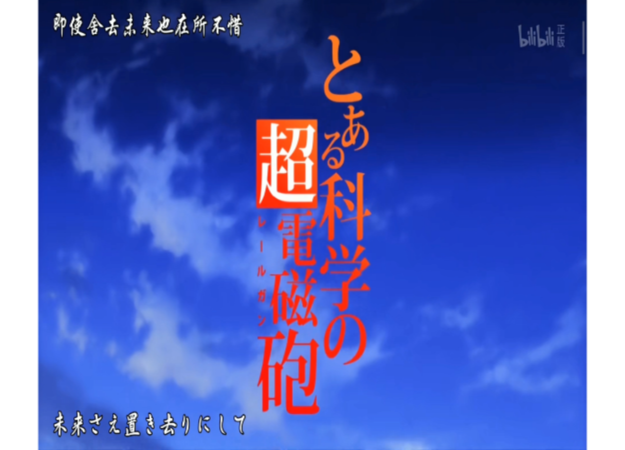 即使舍去未来也在所不惜
bilibili 正版
とある科学の
超電磁砲
レールガン
未来さえ置き去りにして